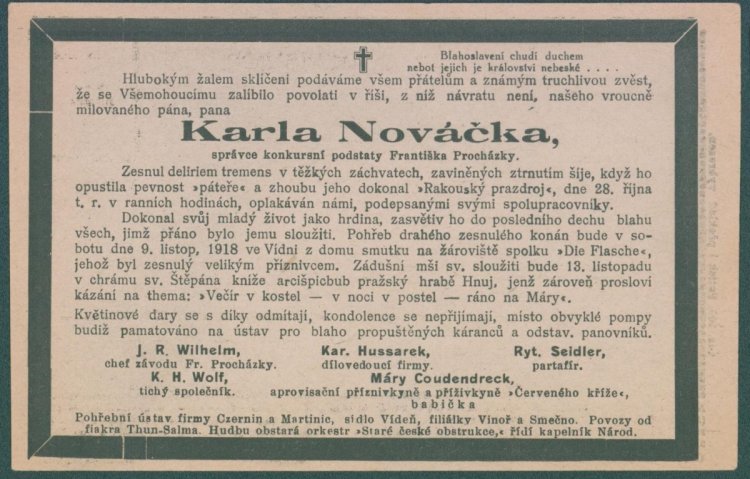 Blahoslavení chudí duchem
neboť jejich je království nebeské . . . .
Hlubokým žalem sklíčeni podáváme všem přátelům a známým truchlivou zvěst,
že se Všemohoucímu zalíbilo povolati v říši, z níž návratu není, našeho vroucně
milovaného pána, pana
Karla Nováčka,
správce konkursní podstaty Františka Procházky.
Zesnul deliriem tremens v těžkých záchvatech, zaviněných ztrnutím šíje, když ho
opustila pevnost »páteře« a zhoubu jeho dokonal »Rakouský prazdroj«, dne 28. října
t. r. v ranních hodinách, oplakáván námi, podepsanými svými spolupracovníky.
Dokonal svůj mladý život jako hrdina, zasvětiv ho do posledního dechu blahu
všech, jimž přáno bylo jemu sloužiti. Pohřeb drahého zesnulého konán bude v so-
botu dne 9. listop, 1918 ve Vídni z domu smutku na žároviště spolku »Die Flasche«,
jehož byl zesnulý velikým příznivcem. Zádušní mši sv. sloužiti bude 13. listopadu
v chrámu sv. Štěpána kníže arcišpicbub pražský hrabě Hnuj, jenž zároveň prosloví
kázání na thema: »Večír v kostel — v noci v postel — ráno na Máry«.
Květinové dary se s díky odmítají, kondolence se nepřijímají, místo obvyklé pompy
budiž pamatováno na ústav pro blaho propuštěných káranců a odstav. panovníků.
J. R. Wilhelm, Kar. Hussarek, Ryt. Seidler,
chef závodu Fr. Procházky. dílovedoucí firmy. partafír.
K. H. Wolf, Máry Coudendreck,
tichý společník. aprovisační příznivkyně a příživkyně »Červeného kříže«,
babička
Pohřební ústav firmy Czernin a Martinic, sídlo Vídeň, filiálky Vinoř a Smečno. Povozy od
fiakra Thun-Salma. Hudbu obstará orkestr »Staré české obstrukce,« řídí kapelník Národ.